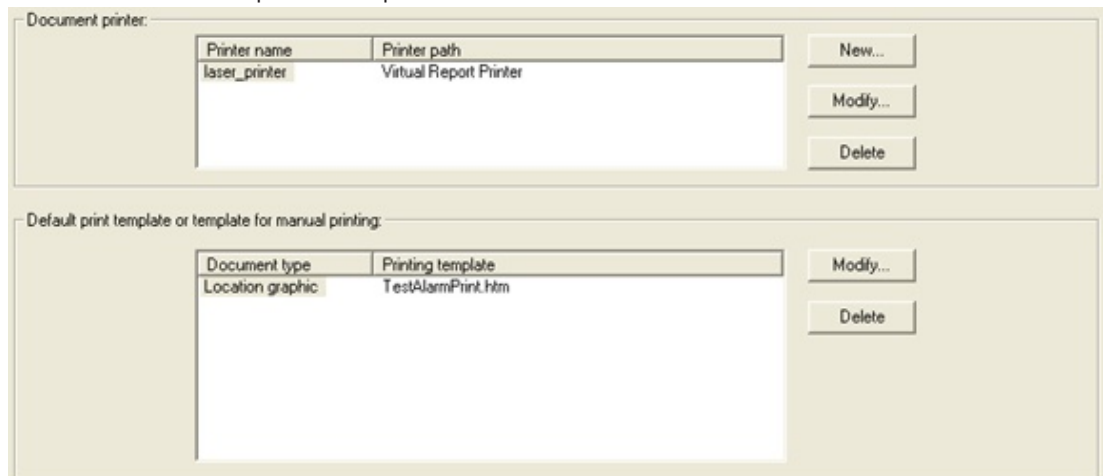 Document printer:
Printer name Printer path New...
laser_printer Virtual Report Printer
Modify...
Delete
Default print template or template for manual printing:
Document type Printing template Modify...
Location graphic TestAlarmPrint.htm
Delete